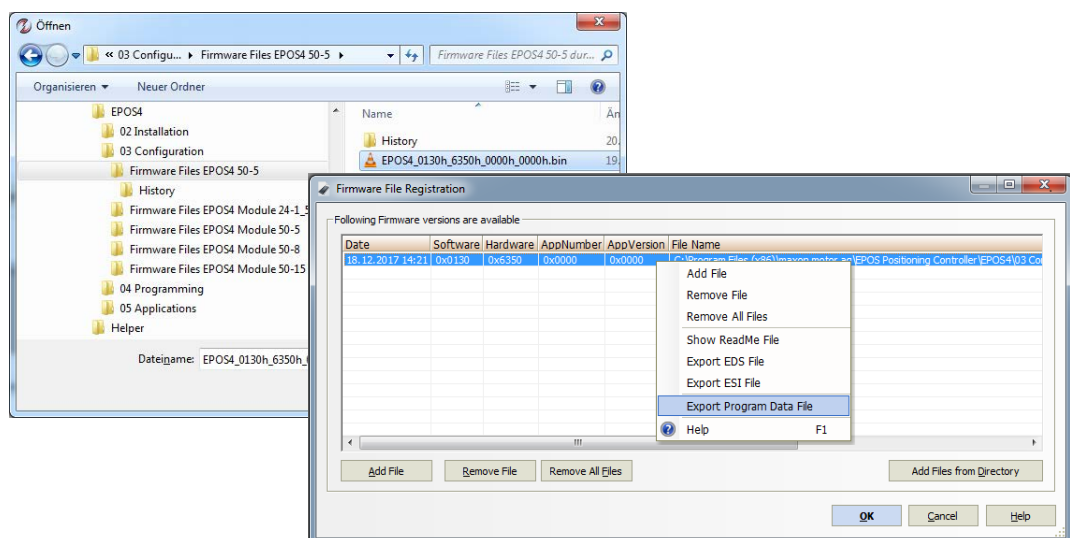 Öffnen
« 03 Configu... Firmware Files EPOS4 50-5
Firmware Files EPOS4 50-5 dur...
Organisieren Neuer Ordner
EPOS4
02 Installation
03 Configuration
Firmware Files EPOS4 50-5
History
Firmware Files EPOS4 Module 24-1_5
Firmware Files EPOS4 Module 50-5
Firmware Files EPOS4 Module 50-8
Firmware Files EPOS4 Module 50-15
04 Programming
05 Applications
Helper
Name Än
History 20.
EPOS4_0130h_6350h_0000h_0000h.bin 19.
Dateiname: EPOS4_0130h_6350h_
Firmware File Registration
Following Firmware versions are available
Date Software Hardware AppNumber AppVersion File Name
18.12.2017 14:21 0x0130 0x6350 0x0000 0x0000 C:\Program Files (x86)\maxon motor ag\EPOS Positioning Controller\EPOS4\03 Co
Add File
Remove File
Remove All Files
Show ReadMe File
Export EDS File
Export ESI File
Export Program Data File
Help F1
Add File Remove File Remove All Files Add Files from Directory
OK Cancel Help